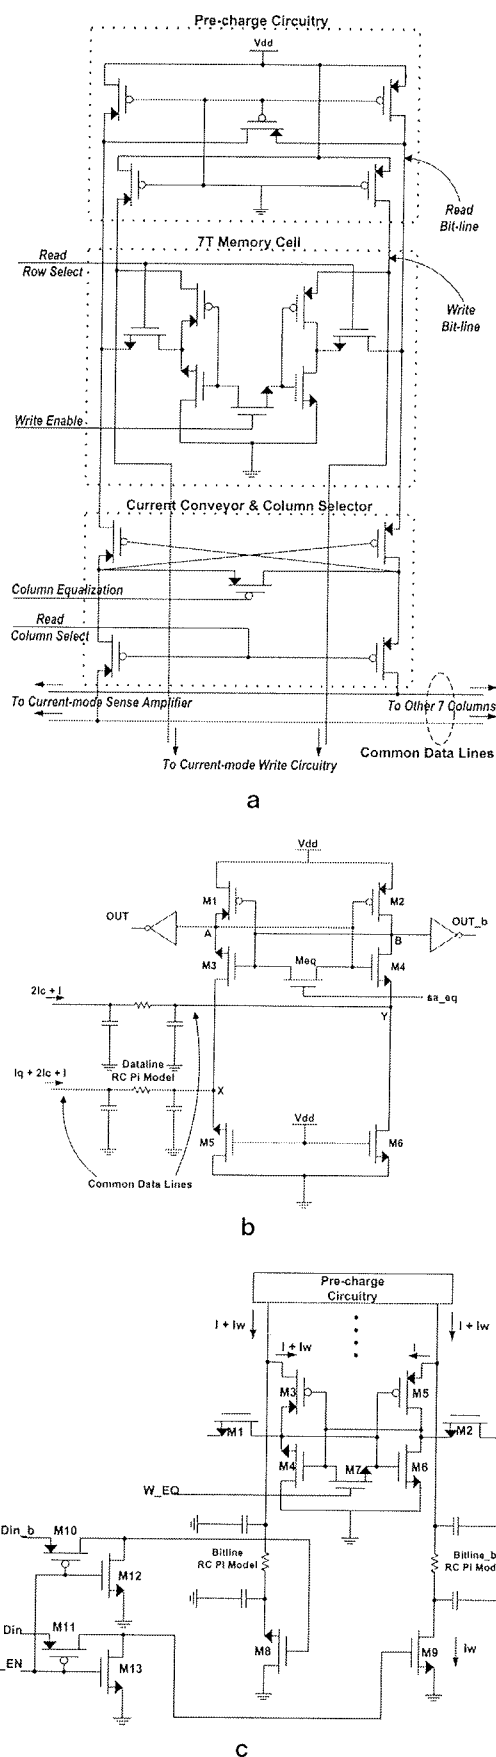 Pre-charge Circuitry
Vdd
Read
Bit-line
7T Memory Cell
Read
Row Select
Write
Bit-line
Write Enable
Current Conveyor & Column Selector
Column Equalization
Read
Column Select
To Current-mode Sense Amplifier
To Other 7 Columns
Common Data Lines
To Current-mode Write Circuitry
a
Vdd
M1
M2
OUT
OUT_b
A
B
M3
Meq
M4
2Ic + I
sa_eq
Y
Dataline
RC Pi Model
Iq + 2Ic + I
X
Vdd
M5
M6
Common Data Lines
b
Pre-charge
Circuitry
I + Iw
I + Iw
I + Iw
I
M3
M5
M1
M2
M4
M7
M6
W_EQ
Din_b
M10
Bitline
RC Pi Model
Bitline_b
RC Pi Mod
M12
Din
M11
M8
M9
Iw
_EN
M13
c